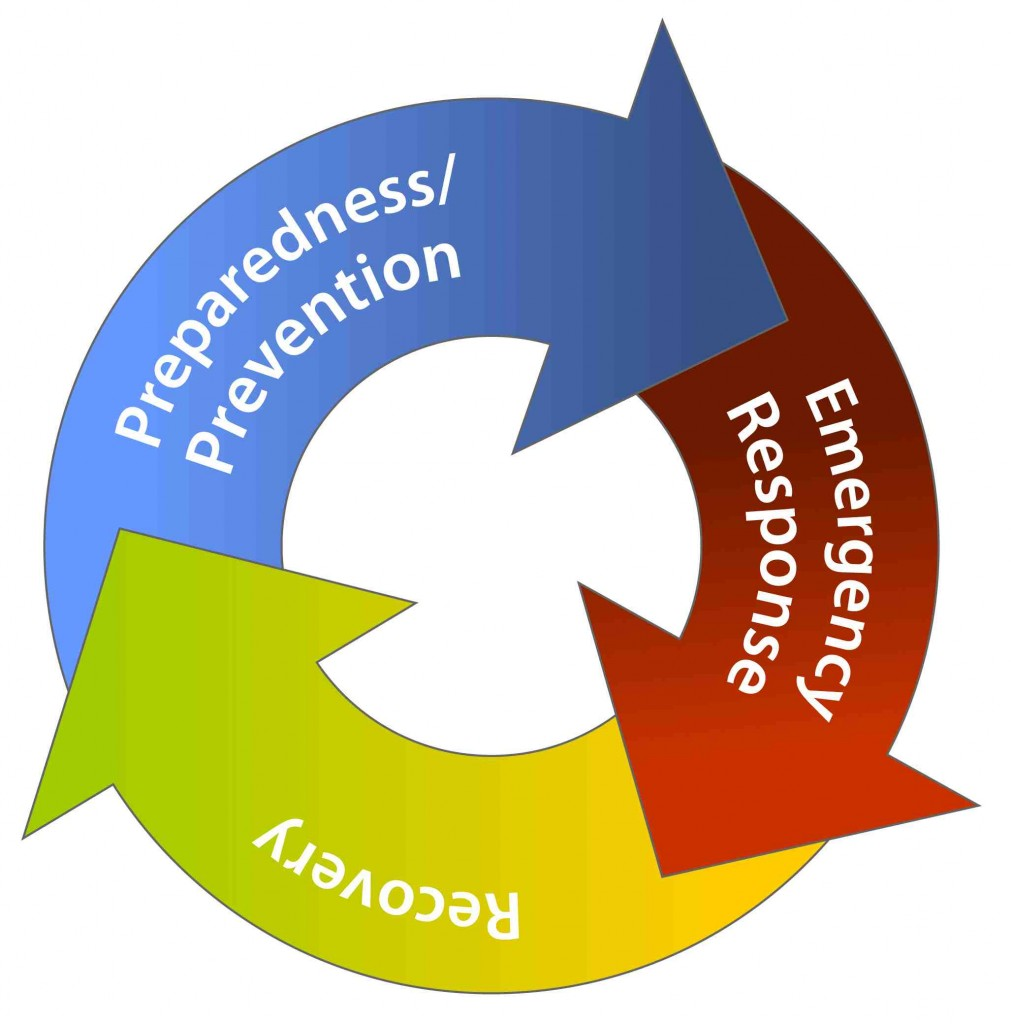 Preparedness/
Prevention
Emergency
Response
Recovery